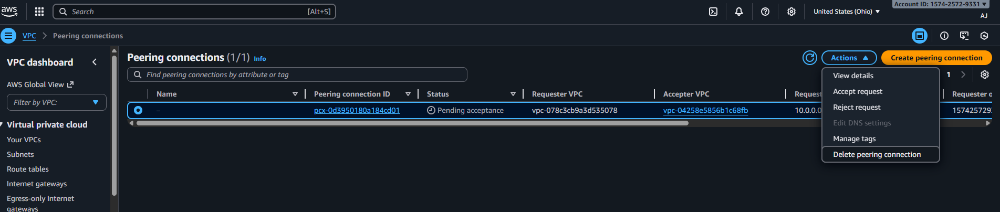 aws
Search [Alt+S]
United States (Ohio)
Account ID: 1574-2572-9331
AJ
VPC Peering connections
VPC dashboard
AWS Global View
Filter by VPC:
Virtual private cloud
Your VPCs
Subnets
Route tables
Internet gateways
Egress-only Internet
gateways
Peering connections (1/1) Info
Actions
Create peering connection
Find peering connections by attribute or tag
1
Name Peering connection ID Status Requester VPC Accepter VPC Request Requester o
– pcx-0d3950180a184cd01 Pending acceptance vpc-078c3cb9a3d535078 vpc-04258e5856b1c68fb 10.0.0.0 157425729
View details
Accept request
Reject request
Edit DNS settings
Manage tags
Delete peering connection